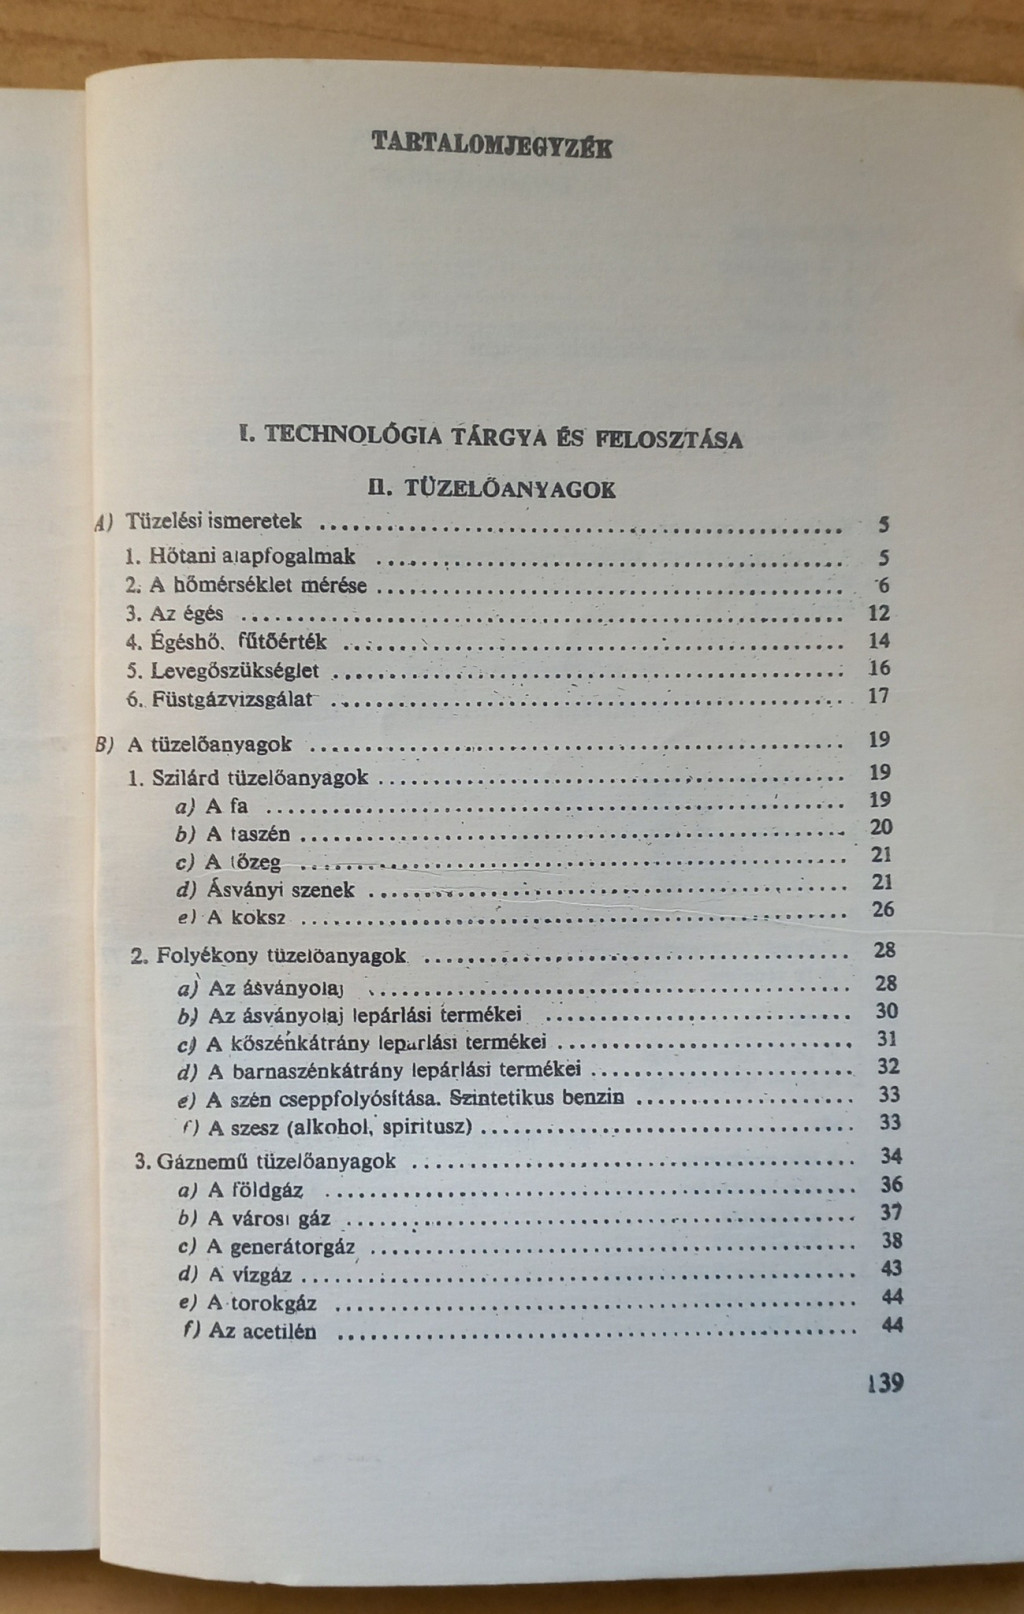 TARTALOMJEGYZÉK
I. TECHNOLÓGIA TÁRGYA ÉS FELOSZTÁSA
II. TÜZELŐANYAGOK
A) Tüzelési ismeretek ........ 5
1. Hőtani alapfogalmak ........ 5
2. A hőmérséklet mérése ........ 6
3. Az égés ........ 12
4. Égéshő, fűtőérték ........ 14
5. Levegőszükséglet ........ 16
6. Füstgázvizsgálat ........ 17
B) A tüzelőanyagok ........ 19
1. Szilárd tüzelőanyagok ........ 19
a) A fa ........ 19
b) A faszén ........ 20
c) A tőzeg ........ 21
d) Ásványi szenek ........ 21
e) A koksz ........ 26
2. Folyékony tüzelőanyagok ........ 28
a) Az ásványolaj ........ 28
b) Az ásványolaj lepárlási termékei ........ 30
c) A kőszénkátrány lepárlási termékei ........ 31
d) A barnaszénkátrány lepárlási termékei ........ 32
e) A szén cseppfolyósítása. Szintetikus benzin ........ 33
f) A szesz (alkohol, spiritusz) ........ 33
3. Gáznemű tüzelőanyagok ........ 34
a) A földgáz ........ 36
b) A városi gáz ........ 37
c) A generátorgáz ........ 38
d) A vízgáz ........ 43
e) A torokgáz ........ 44
f) Az acetilén ........ 44
139